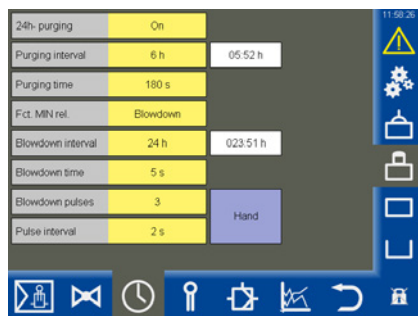 11:58:26
24h- purging On
Purging interval 6 h 05:52 h
Purging time 180 s
Fct. MIN rel. Blowdown
Blowdown interval 24 h 023:51 h
Blowdown time 5 s
Blowdown pulses 3
Hand
Pulse interval 2 s